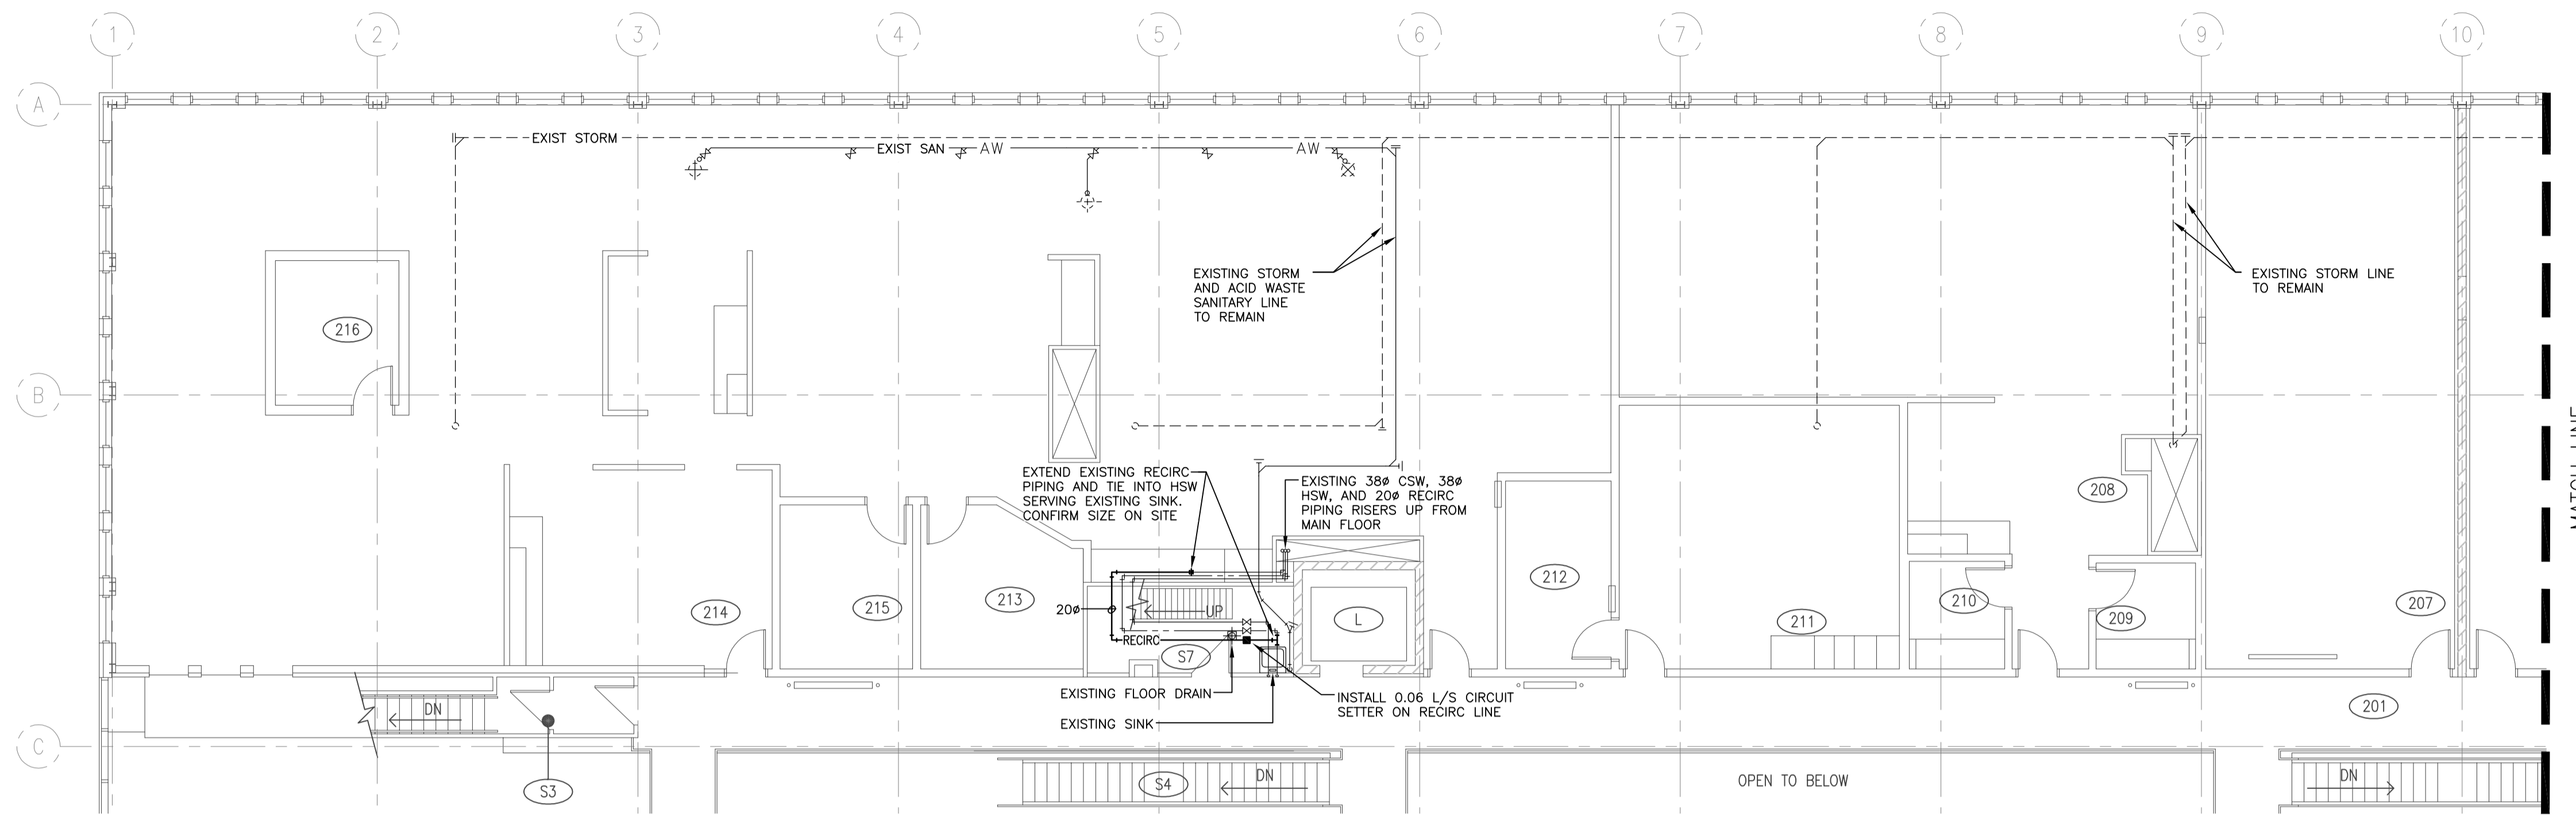 1 2 3 4 5 6 7 8 9 10
A
EXIST STORM
EXIST SAN AW AW
EXISTING STORM
AND ACID WASTE
SANITARY LINE
TO REMAIN
EXISTING STORM LINE
TO REMAIN
216
B
EXTEND EXISTING RECIRC
PIPING AND TIE INTO HSW
SERVING EXISTING SINK.
CONFIRM SIZE ON SITE
EXISTING 38ø CSW, 38ø
HSW, AND 20ø RECIRC
PIPING RISERS UP FROM
MAIN FLOOR
208
MATCH LINE
214
215
213
20ø
UP
RECIRC
S7
L
212
211
210
209
207
EXISTING FLOOR DRAIN
EXISTING SINK
INSTALL 0.06 L/S CIRCUIT
SETTER ON RECIRC LINE
201
DN
C
S3
S4
DN
OPEN TO BELOW
DN